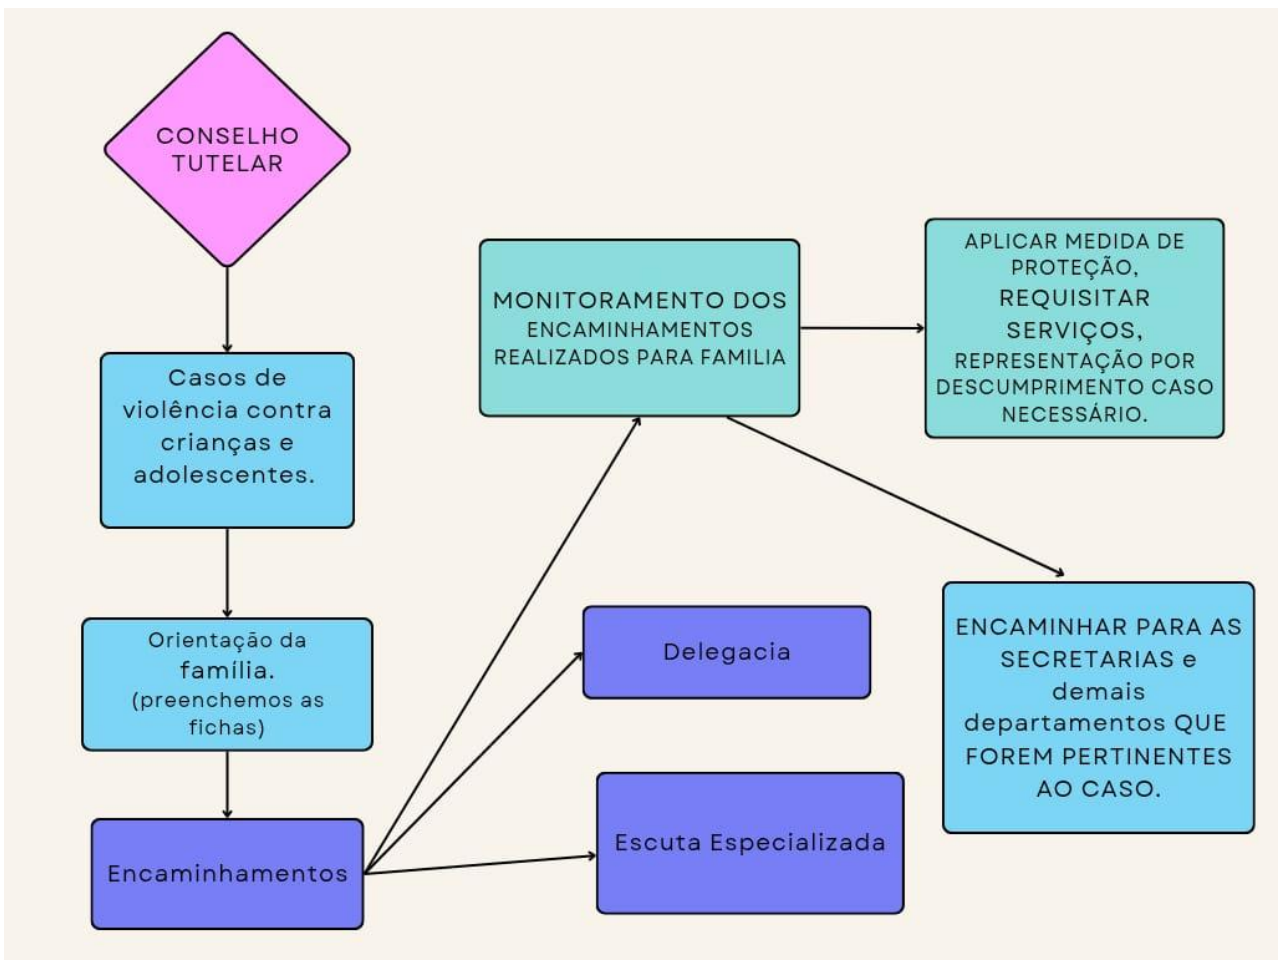 CONSELHO
TUTELAR
Casos de
violência contra
crianças e
adolescentes.
Orientação da
família.
(preenchemos as
fichas)
Encaminhamentos
MONITORAMENTO DOS
ENCAMINHAMENTOS
REALIZADOS PARA FAMILIA
APLICAR MEDIDA DE
PROTEÇÃO,
REQUISITAR
SERVIÇOS,
REPRESENTAÇÃO POR
DESCUMPRIMENTO CASO
NECESSÁRIO.
Delegacia
Escuta Especializada
ENCAMINHAR PARA AS
SECRETARIAS e
demais
departamentos QUE
FOREM PERTINENTES
AO CASO.